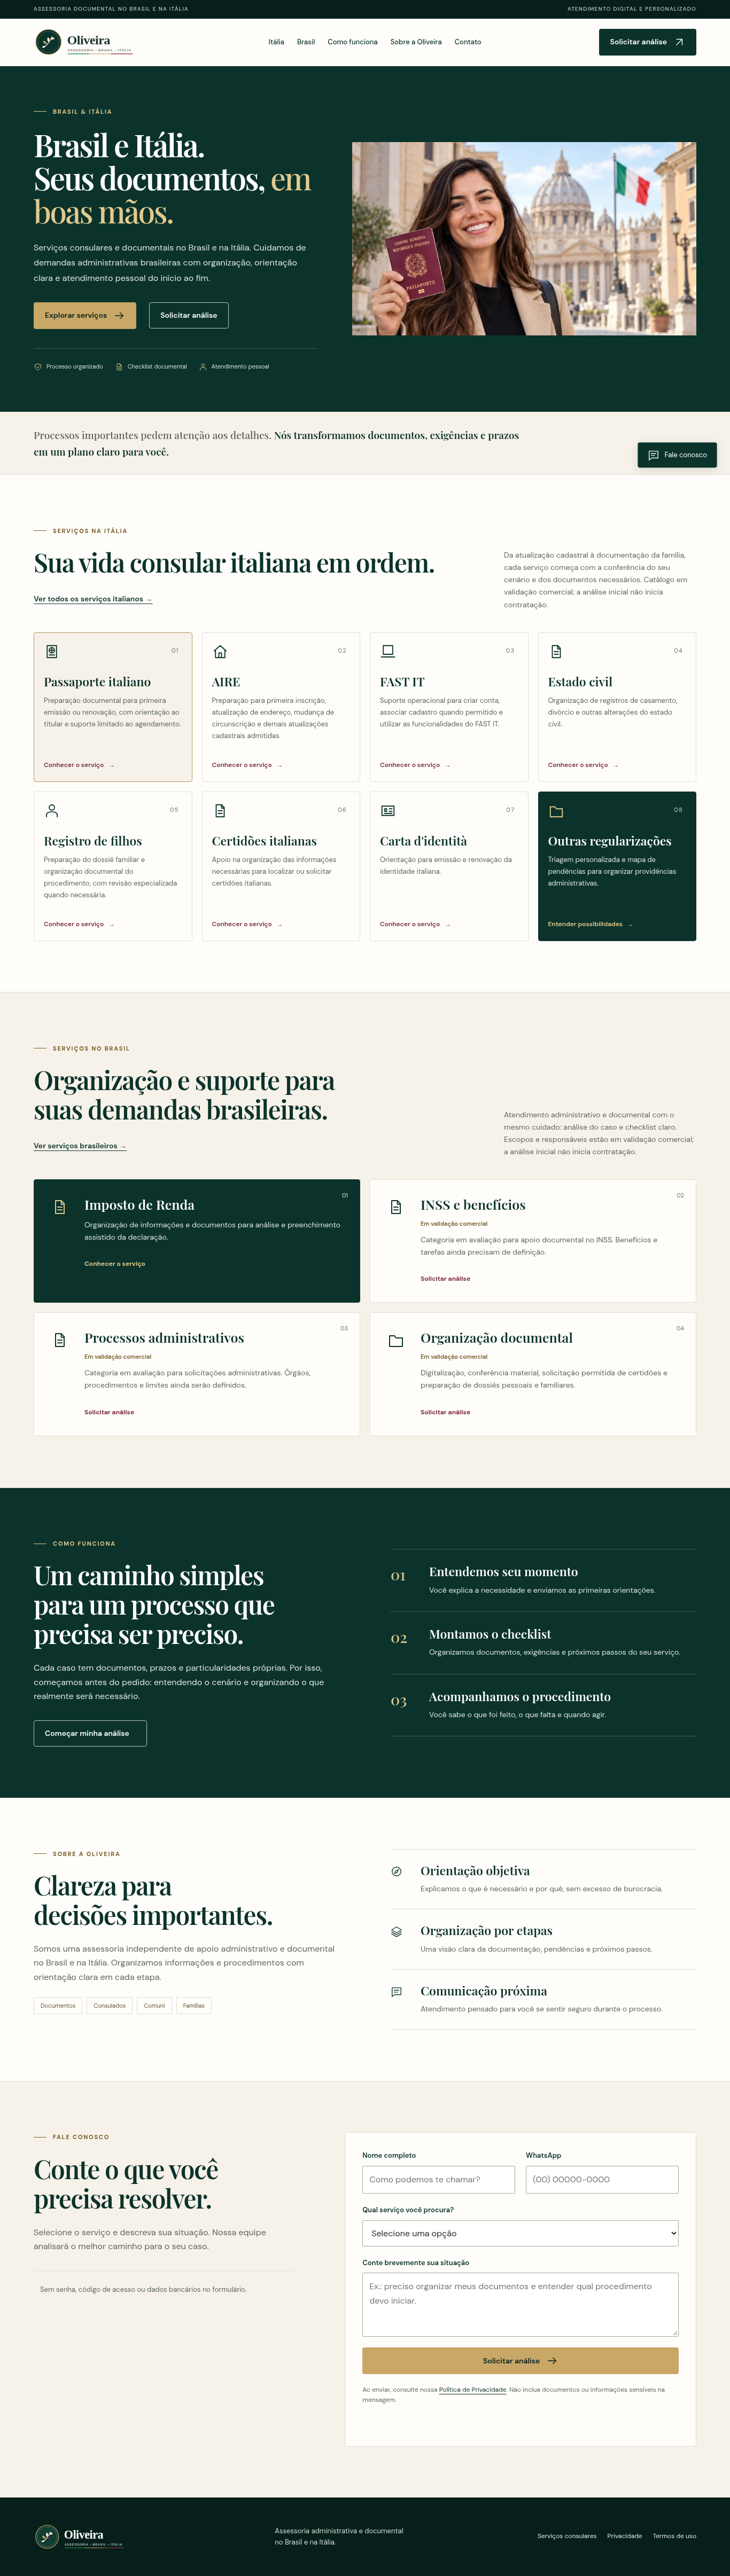 ASSESSORIA DOCUMENTAL NO BRASIL E NA ITÁLIA
ATENDIMENTO DIGITAL E PERSONALIZADO
Oliveira
ASSESSORIA • BRASIL • ITÁLIA
Itália
Brasil
Como funciona
Sobre a Oliveira
Contato
Solicitar análise
BRASIL & ITÁLIA
Brasil e Itália.
Seus documentos, em
boas mãos.
Serviços consulares e documentais no Brasil e na Itália. Cuidamos de
demandas administrativas brasileiras com organização, orientação
clara e atendimento pessoal do início ao fim.
Explorar serviços →
Solicitar análise
Processo organizado
Checklist documental
Atendimento pessoal
UNIONE EUROPEA
REPUBBLICA ITALIANA
PASSAPORTO
Processos importantes pedem atenção aos detalhes. Nós transformamos documentos, exigências e prazos
em um plano claro para você.
Fale conosco
SERVIÇOS NA ITÁLIA
Sua vida consular italiana em ordem.
Ver todos os serviços italianos →
Da atualização cadastral à documentação da família,
cada serviço começa com a conferência do seu
cenário e dos documentos necessários. Catálogo em
validação comercial; a análise inicial não inicia
contratação.
01
Passaporte italiano
Preparação documental para primeira
emissão ou renovação, com orientação ao
titular e suporte limitado ao agendamento.
Conhecer o serviço →
02
AIRE
Preparação para primeira inscrição,
atualização de endereço, mudança de
circunscrição e demais atualizações
cadastrais admitidas.
Conhecer o serviço →
03
FAST IT
Suporte operacional para criar conta,
associar cadastro quando permitido e
utilizar as funcionalidades do FAST IT.
Conhecer o serviço →
04
Estado civil
Organização de registros de casamento,
divórcio e outras alterações do estado
civil.
Conhecer o serviço →
05
Registro de filhos
Preparação do dossiê familiar e
organização documental do
procedimento, com revisão especializada
quando necessária.
Conhecer o serviço →
06
Certidões italianas
Apoio na organização das informações
necessárias para localizar ou solicitar
certidões italianas.
Conhecer o serviço →
07
Carta d'identità
Orientação para emissão e renovação da
identidade italiana.
Conhecer o serviço →
08
Outras regularizações
Triagem personalizada e mapa de
pendências para organizar providências
administrativas.
Entender possibilidades →
SERVIÇOS NO BRASIL
Organização e suporte para
suas demandas brasileiras.
Ver serviços brasileiros →
Atendimento administrativo e documental com o
mesmo cuidado: análise do caso e checklist claro.
Escopos e responsáveis estão em validação comercial;
a análise inicial não inicia contratação.
01
Imposto de Renda
Organização de informações e documentos para análise e preenchimento
assistido da declaração.
Conhecer o serviço
02
INSS e benefícios
Em validação comercial
Categoria em avaliação para apoio documental no INSS. Benefícios e
tarefas ainda precisam de definição.
Solicitar análise
03
Processos administrativos
Em validação comercial
Categoria em avaliação para solicitações administrativas. Órgãos,
procedimentos e limites ainda serão definidos.
Solicitar análise
04
Organização documental
Em validação comercial
Digitalização, conferência material, solicitação permitida de certidões e
preparação de dossiês pessoais e familiares.
Solicitar análise
COMO FUNCIONA
Um caminho simples
para um processo que
precisa ser preciso.
Cada caso tem documentos, prazos e particularidades próprias. Por isso,
começamos antes do pedido: entendendo o cenário e organizando o que
realmente será necessário.
Começar minha análise
01
Entendemos seu momento
Você explica a necessidade e enviamos as primeiras orientações.
02
Montamos o checklist
Organizamos documentos, exigências e próximos passos do seu serviço.
03
Acompanhamos o procedimento
Você sabe o que foi feito, o que falta e quando agir.
SOBRE A OLIVEIRA
Clareza para
decisões importantes.
Somos uma assessoria independente de apoio administrativo e documental
no Brasil e na Itália. Organizamos informações e procedimentos com
orientação clara em cada etapa.
Documentos
Consulados
Comuni
Famílias
Orientação objetiva
Explicamos o que é necessário e por quê, sem excesso de burocracia.
Organização por etapas
Uma visão clara da documentação, pendências e próximos passos.
Comunicação próxima
Atendimento pensado para você se sentir seguro durante o processo.
FALE CONOSCO
Conte o que você
precisa resolver.
Selecione o serviço e descreva sua situação. Nossa equipe
analisará o melhor caminho para o seu caso.
Sem senha, código de acesso ou dados bancários no formulário.
Nome completo
Como podemos te chamar?
WhatsApp
(00) 00000-0000
Qual serviço você procura?
Selecione uma opção
Conte brevemente sua situação
Ex.: preciso organizar meus documentos e entender qual procedimento
devo iniciar.
Solicitar análise →
Ao enviar, consulte nossa Política de Privacidade. Não inclua documentos ou informações sensíveis na
mensagem.
Oliveira
ASSESSORIA • BRASIL • ITÁLIA
Assessoria administrativa e documental
no Brasil e na Itália.
Serviços consulares
Privacidade
Termos de uso